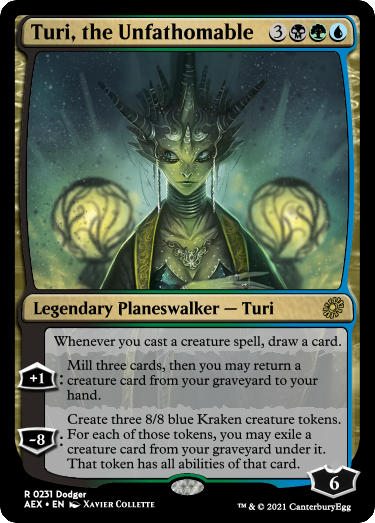 Turi, the Unfathomable 3
Legendary Planeswalker — Turi
Whenever you cast a creature spell, draw a card.
+1: Mill three cards, then you may return a
creature card from your graveyard to your
hand.
Create three 8/8 blue Kraken creature tokens.
-8: For each of those tokens, you may exile a
creature card from your graveyard under it.
That token has all abilities of that card.
6
R 0231 Dodger
AEX • EN Xavier Collette
™ & © 2021 CanterburyEgg